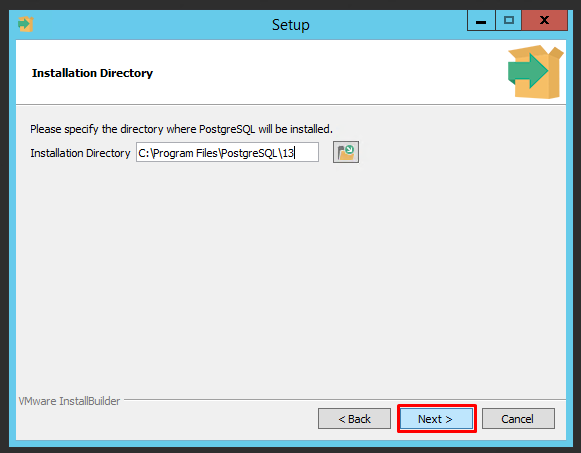 Setup
Installation Directory
Please specify the directory where PostgreSQL will be installed.
Installation Directory C:\Program Files\PostgreSQL\13
VMware InstallBuilder
< Back Next > Cancel